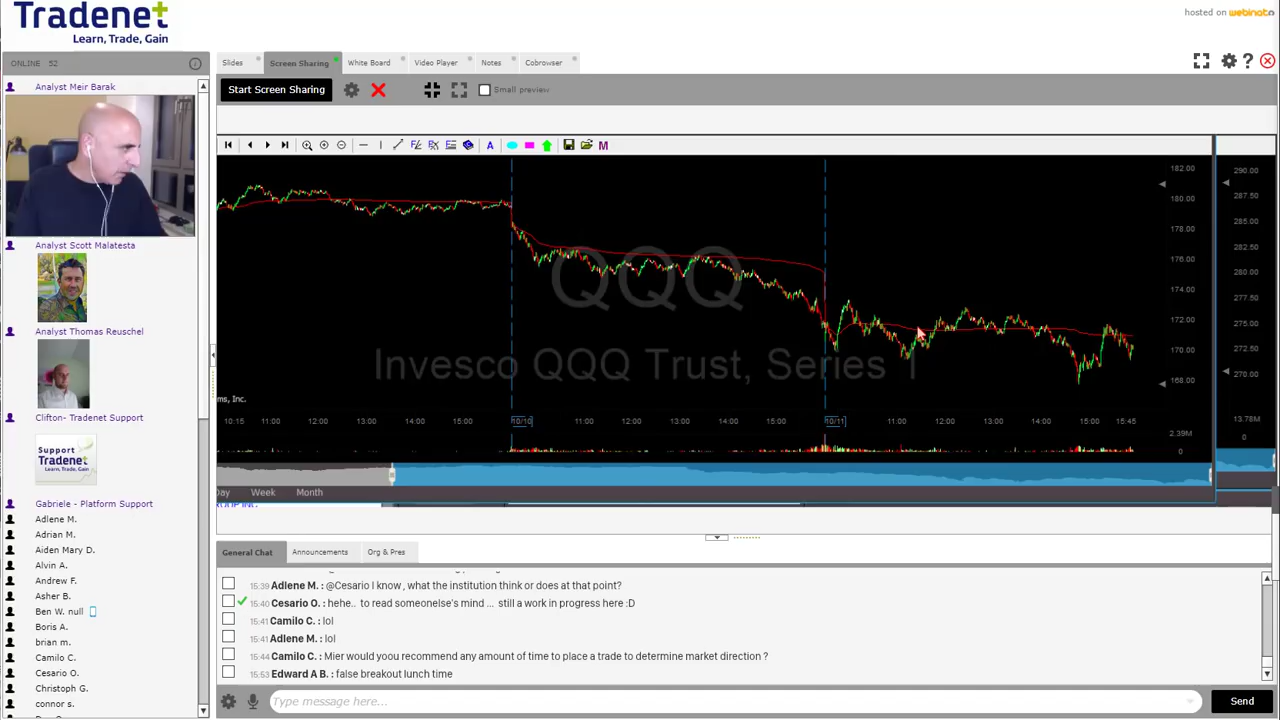 Tradenet
Learn, Trade, Gain
hosted on webinato
ONLINE 52
Analyst Meir Barak
Analyst Scott Malatesta
Analyst Thomas Reuschel
Clifton- Tradenet Support
Support
Tradenet
Learn, Trade, Gain
Gabriele - Platform Support
Adlene M.
Adrian M.
Aiden Mary D.
Alvin A.
Andrew F.
Asher B.
Ben W. null
Boris A.
brian m.
Camilo C.
Cesario O.
Christoph G.
connor s.
Slides
Screen Sharing
White Board
Video Player
Notes
Cobrowser
Start Screen Sharing
Small preview
A
M
QQQ
Invesco QQQ Trust, Series
ms, Inc.
182.00
180.00
178.00
176.00
174.00
172.00
170.00
168.00
2.39M
0
290.00
287.50
285.00
282.50
280.00
277.50
275.00
272.50
270.00
13.78M
0
10:15 11:00 12:00 13:00 14:00 15:00 10/10 11:00 12:00 13:00 14:00 15:00 10/11 11:00 12:00 13:00 14:00 15:00 15:45
Day Week Month
General Chat Announcements Org & Pres
15:39 Adlene M. : @Cesario i know , what the institution think or does at that point?
15:40 Cesario O. : hehe.. to read someonelse's mind ... still a work in progress here :D
15:41 Camilo C. : lol
15:41 Adlene M. : lol
15:44 Camilo C. : Mier would yoou recommend any amount of time to place a trade to determine market direction ?
15:53 Edward A B. : false breakout lunch time
Type message here...
Send